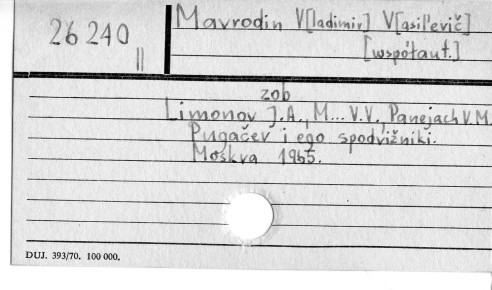 Mavrodin V[ladimir] V[asil'evič]
26 240
II
[współaut.]
zob
Limonov J.A., M... V.V., Panejach V.M.
Pugačev i ego spodvižniki.
Moskva 1965.
DUJ. 393/70. 100 000.